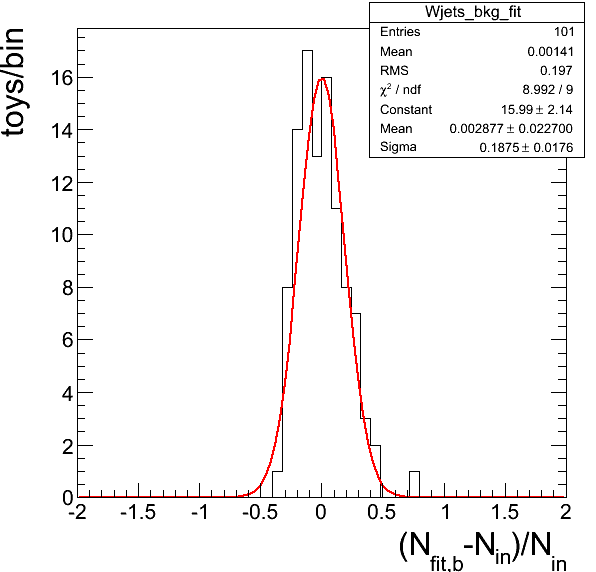 Wjets_bkg_fit
Entries 101
Mean 0.00141
RMS 0.197
χ² / ndf 8.992 / 9
Constant 15.99 ± 2.14
Mean 0.002877 ± 0.022700
Sigma 0.1875 ± 0.0176
toys/bin
16
14
12
10
8
6
4
2
0
-2 -1.5 -1 -0.5 0 0.5 1 1.5 2
(N_fit,b-N_in)/N_in